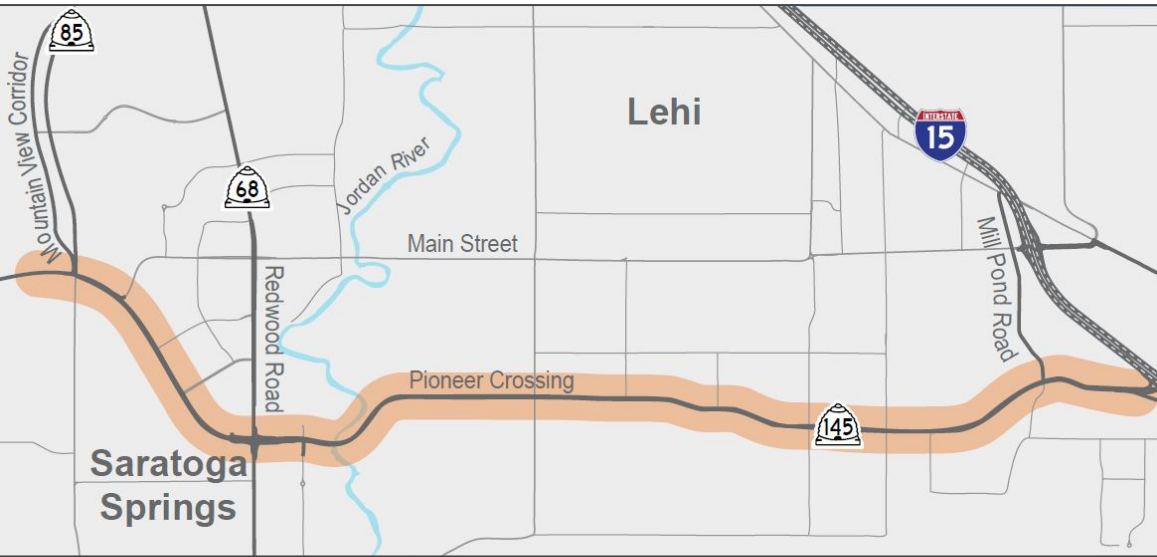 85
Mountain View Corridor
68
Jordan River
Lehi
INTERSTATE
15
Main Street
Redwood Road
Mill Pond Road
Pioneer Crossing
145
Saratoga
Springs